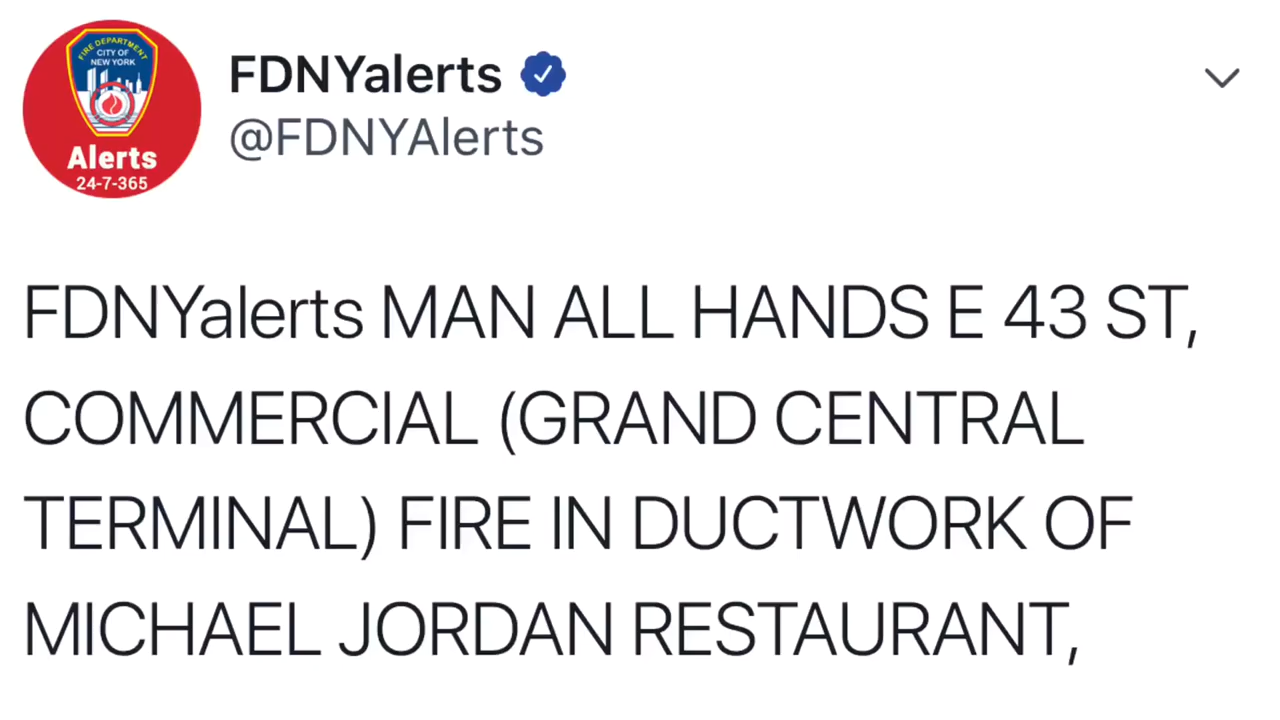 FIRE DEPARTMENT
CITY OF
NEW YORK
Alerts
24-7-365
FDNYalerts
@FDNYAlerts
FDNYalerts MAN ALL HANDS E 43 ST,
COMMERCIAL (GRAND CENTRAL
TERMINAL) FIRE IN DUCTWORK OF
MICHAEL JORDAN RESTAURANT,